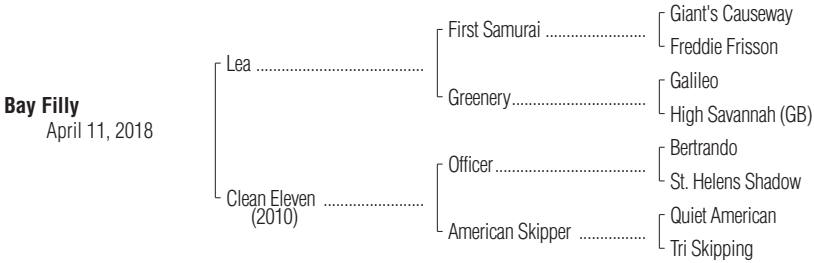 Bay Filly
April 11, 2018
Lea ....................................
Clean Eleven .....................
(2010)
First Samurai .....................
Greenery............................
Officer................................
American Skipper ..............
Giant's Causeway
Freddie Frisson
Galileo
High Savannah (GB)
Bertrando
St. Helens Shadow
Quiet American
Tri Skipping